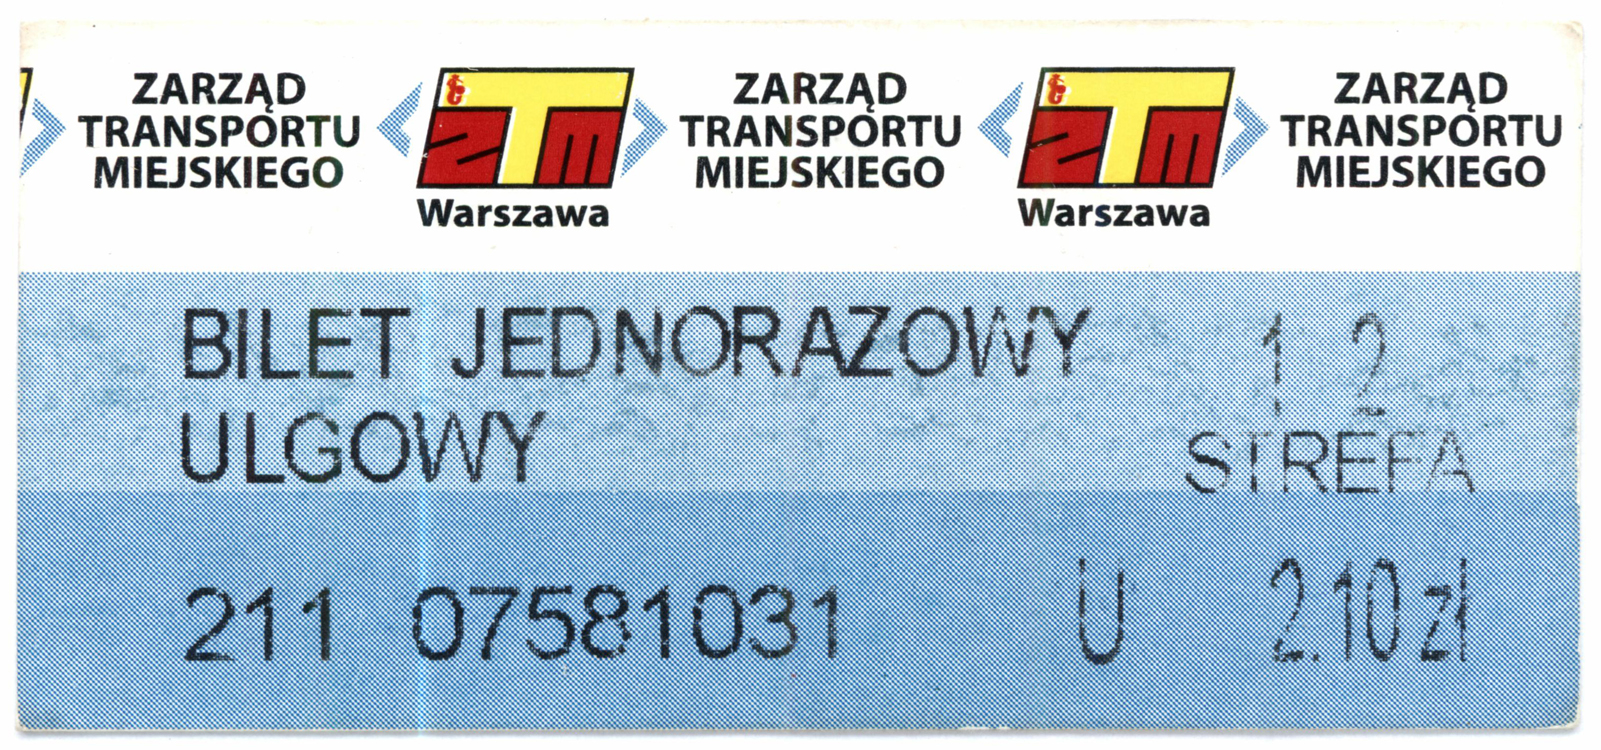 ZARZĄD
TRANSPORTU
MIEJSKIEGO
ZTM
Warszawa
ZARZĄD
TRANSPORTU
MIEJSKIEGO
ZTM
Warszawa
ZARZĄD
TRANSPORTU
MIEJSKIEGO
BILET JEDNORAZOWY 1 2
ULGOWY STREFA
211 07581031 U 2.10 zł